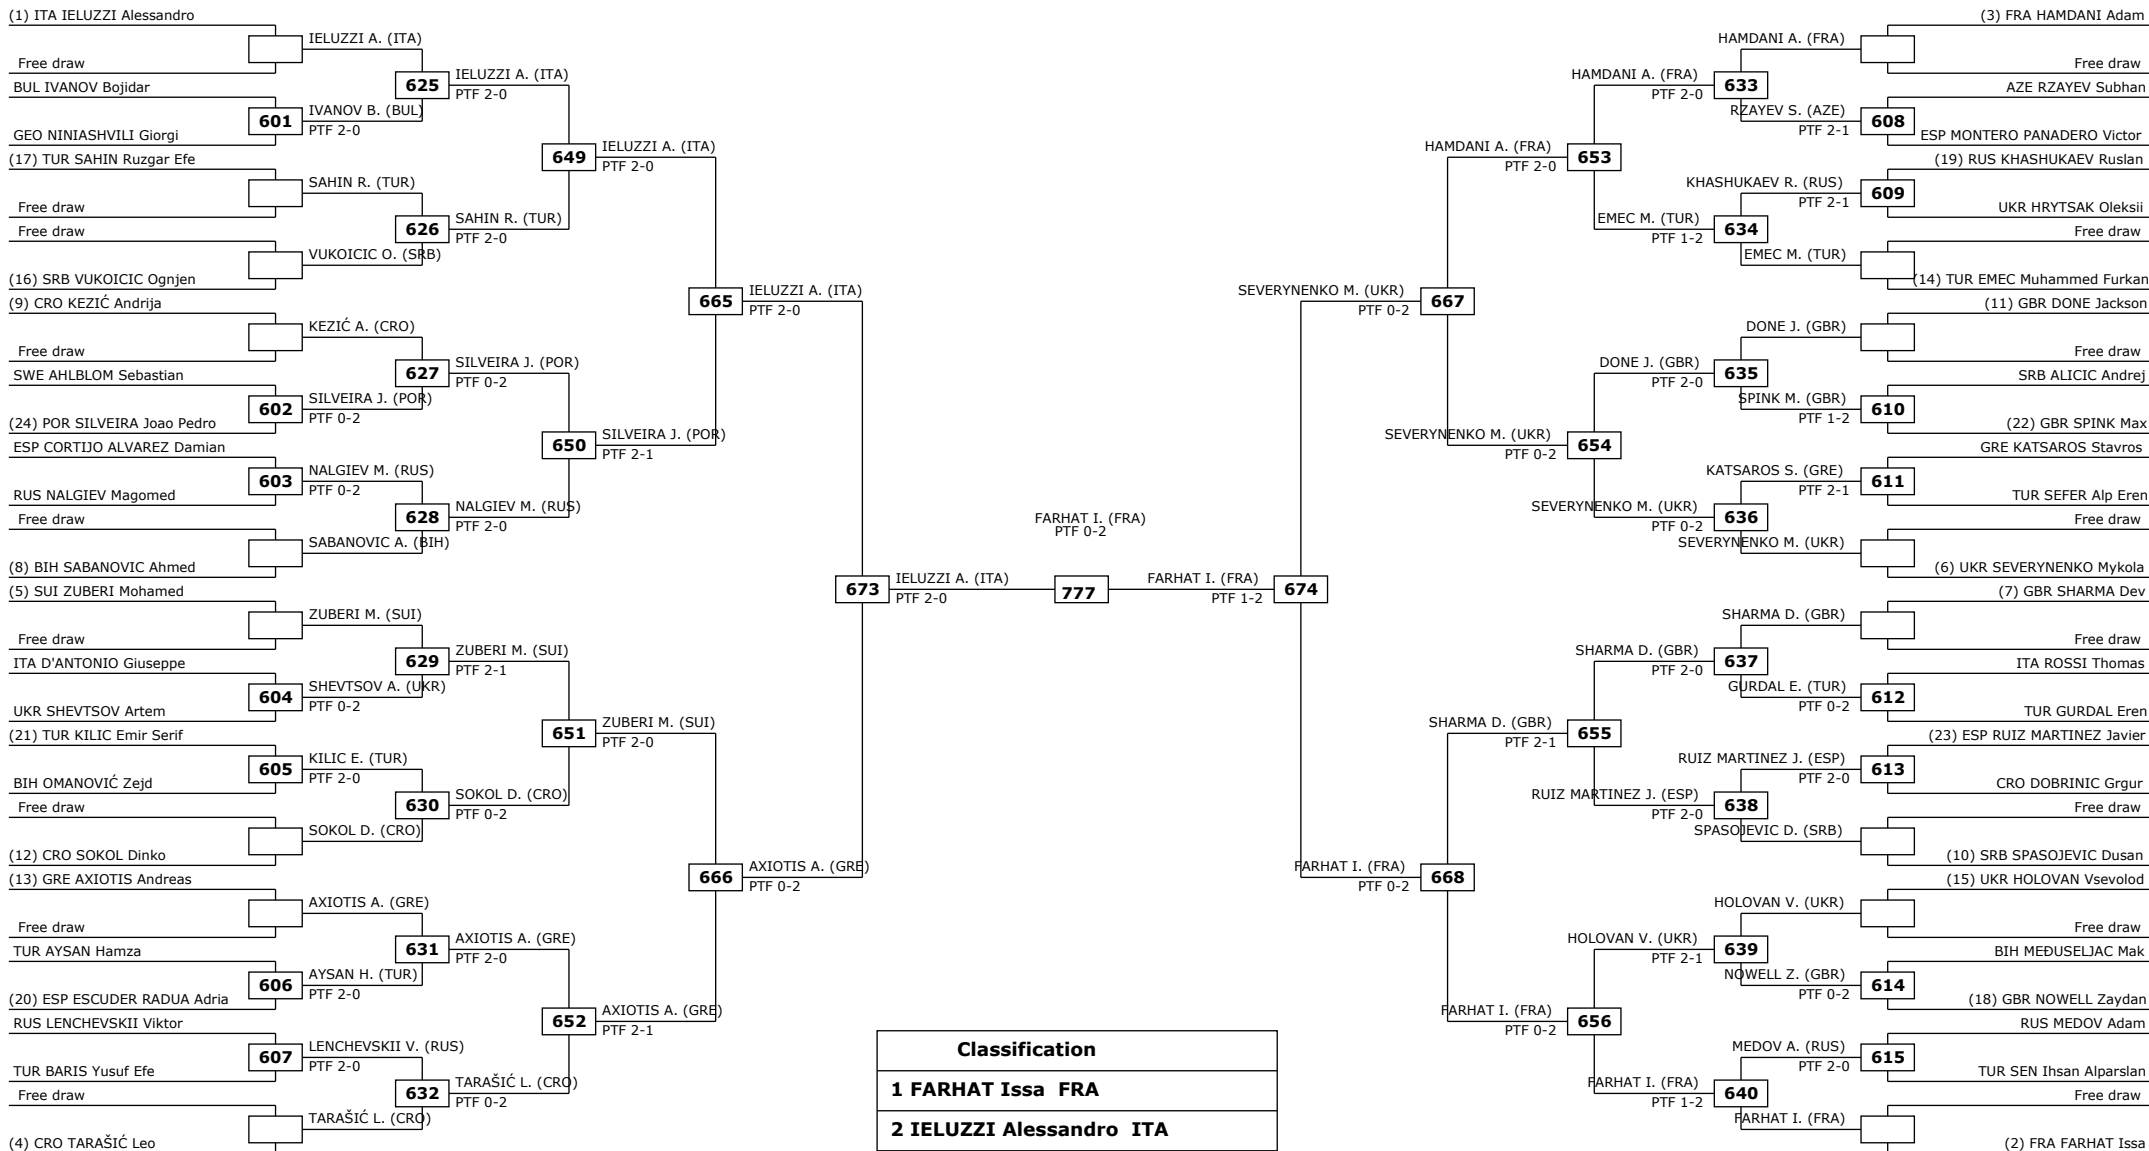 (1) ITA IELUZZI Alessandro
IELUZZI A. (ITA)
Free draw
625
IELUZZI A. (ITA)
PTF 2-0
BUL IVANOV Bojidar
601
IVANOV B. (BUL)
PTF 2-0
GEO NINIASHVILI Giorgi
649
IELUZZI A. (ITA)
PTF 2-0
(17) TUR SAHIN Ruzgar Efe
SAHIN R. (TUR)
Free draw
626
SAHIN R. (TUR)
PTF 2-0
Free draw
VUKOICIC O. (SRB)
(16) SRB VUKOICIC Ognjen
665
IELUZZI A. (ITA)
PTF 2-0
(9) CRO KEZIĆ Andrija
KEZIĆ A. (CRO)
Free draw
627
SILVEIRA J. (POR)
PTF 0-2
SWE AHLBLOM Sebastian
602
SILVEIRA J. (POR)
PTF 0-2
(24) POR SILVEIRA Joao Pedro
650
SILVEIRA J. (POR)
PTF 2-1
ESP CORTIJO ALVAREZ Damian
603
NALGIEV M. (RUS)
PTF 0-2
RUS NALGIEV Magomed
628
NALGIEV M. (RUS)
PTF 2-0
Free draw
SABANOVIC A. (BIH)
(8) BIH SABANOVIC Ahmed
673
IELUZZI A. (ITA)
PTF 2-0
(5) SUI ZUBERI Mohamed
ZUBERI M. (SUI)
Free draw
629
ZUBERI M. (SUI)
PTF 2-1
ITA D'ANTONIO Giuseppe
604
SHEVTSOV A. (UKR)
PTF 0-2
UKR SHEVTSOV Artem
651
ZUBERI M. (SUI)
PTF 2-0
(21) TUR KILIC Emir Serif
605
KILIC E. (TUR)
PTF 2-0
BIH OMANOVIĆ Zejd
630
SOKOL D. (CRO)
PTF 0-2
Free draw
SOKOL D. (CRO)
(12) CRO SOKOL Dinko
666
AXIOTIS A. (GRE)
PTF 0-2
(13) GRE AXIOTIS Andreas
AXIOTIS A. (GRE)
Free draw
631
AXIOTIS A. (GRE)
PTF 2-0
TUR AYSAN Hamza
606
AYSAN H. (TUR)
PTF 2-0
(20) ESP ESCUDER RADUA Adria
652
AXIOTIS A. (GRE)
PTF 2-1
RUS LENCHEVSKII Viktor
607
LENCHEVSKII V. (RUS)
PTF 2-0
TUR BARIS Yusuf Efe
632
TARAŠIĆ L. (CRO)
PTF 0-2
Free draw
TARAŠIĆ L. (CRO)
(4) CRO TARAŠIĆ Leo
FARHAT I. (FRA)
PTF 0-2
777
(3) FRA HAMDANI Adam
HAMDANI A. (FRA)
Free draw
HAMDANI A. (FRA)
PTF 2-0
633
AZE RZAYEV Subhan
RZAYEV S. (AZE)
PTF 2-1
608
ESP MONTERO PANADERO Victor
HAMDANI A. (FRA)
PTF 2-0
653
(19) RUS KHASHUKAEV Ruslan
KHASHUKAEV R. (RUS)
PTF 2-1
609
UKR HRYTSAK Oleksii
EMEC M. (TUR)
PTF 1-2
634
Free draw
EMEC M. (TUR)
(14) TUR EMEC Muhammed Furkan
SEVERYNENKO M. (UKR)
PTF 0-2
667
(11) GBR DONE Jackson
DONE J. (GBR)
Free draw
DONE J. (GBR)
PTF 2-0
635
SRB ALICIC Andrej
SPINK M. (GBR)
PTF 1-2
610
(22) GBR SPINK Max
SEVERYNENKO M. (UKR)
PTF 0-2
654
GRE KATSAROS Stavros
KATSAROS S. (GRE)
PTF 2-1
611
TUR SEFER Alp Eren
SEVERYNENKO M. (UKR)
PTF 0-2
636
Free draw
SEVERYNENKO M. (UKR)
(6) UKR SEVERYNENKO Mykola
FARHAT I. (FRA)
PTF 1-2
674
(7) GBR SHARMA Dev
SHARMA D. (GBR)
Free draw
SHARMA D. (GBR)
PTF 2-0
637
ITA ROSSI Thomas
GURDAL E. (TUR)
PTF 0-2
612
TUR GURDAL Eren
SHARMA D. (GBR)
PTF 2-1
655
(23) ESP RUIZ MARTINEZ Javier
RUIZ MARTINEZ J. (ESP)
PTF 2-0
613
CRO DOBRINIC Grgur
RUIZ MARTINEZ J. (ESP)
PTF 2-0
638
Free draw
SPASOJEVIC D. (SRB)
(10) SRB SPASOJEVIC Dusan
FARHAT I. (FRA)
PTF 0-2
668
(15) UKR HOLOVAN Vsevolod
HOLOVAN V. (UKR)
Free draw
HOLOVAN V. (UKR)
PTF 2-1
639
BIH MEĐUSELJAC Mak
NOWELL Z. (GBR)
PTF 0-2
614
(18) GBR NOWELL Zaydan
FARHAT I. (FRA)
PTF 0-2
656
RUS MEDOV Adam
MEDOV A. (RUS)
PTF 2-0
615
TUR SEN Ihsan Alparslan
FARHAT I. (FRA)
PTF 1-2
640
Free draw
FARHAT I. (FRA)
(2) FRA FARHAT Issa
Classification
1 FARHAT Issa FRA
2 IELUZZI Alessandro ITA